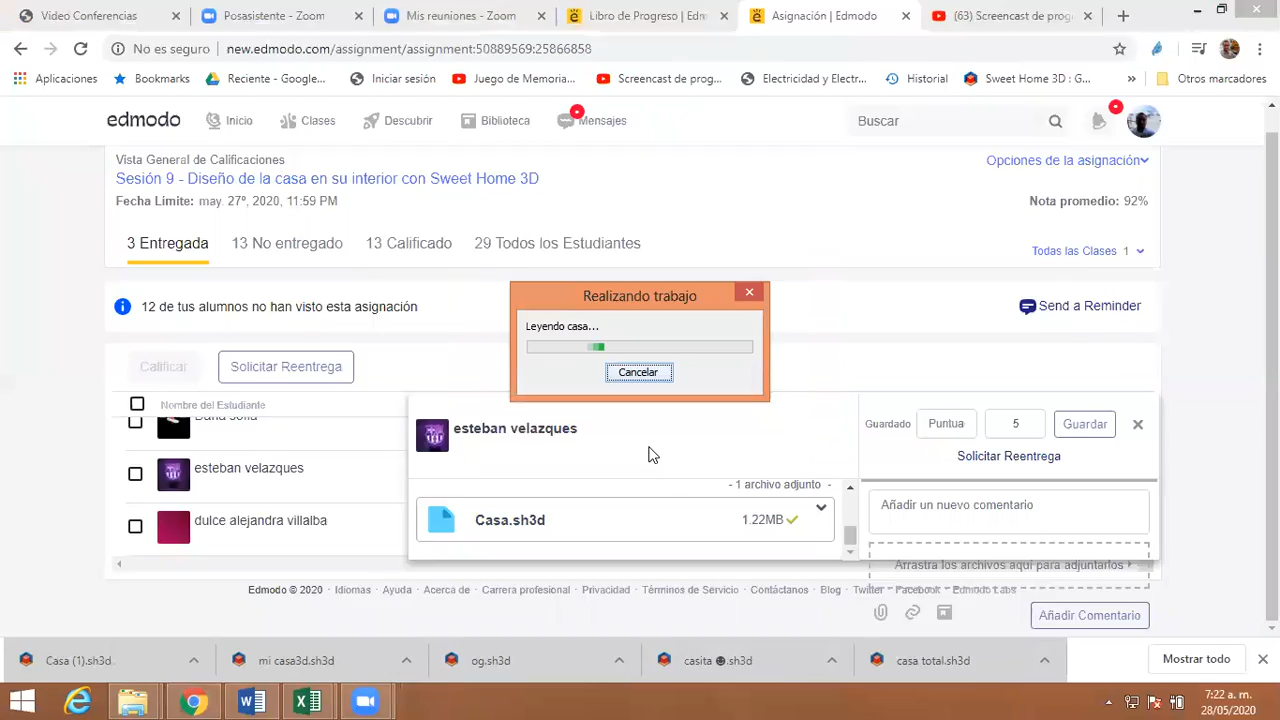 Video Conferencias
Posasistente - Zoom
Mis reuniones - Zoom
Libro de Progreso | Edm
Asignación | Edmodo
(63) Screencast de prog
No es seguro
new.edmodo.com/assignment/assignment:50889569:25866858
Aplicaciones
Bookmarks
Reciente - Google...
Iniciar sesión
Juego de Memoria...
Screencast de prog...
Electricidad y Electr...
Historial
Sweet Home 3D : G...
»
Otros marcadores
edmodo
Inicio
Clases
Descubrir
Biblioteca
Mensajes
Buscar
Vista General de Calificaciones
Opciones de la asignación
Sesión 9 - Diseño de la casa en su interior con Sweet Home 3D
Fecha Limite: may. 27º, 2020, 11:59 PM
Nota promedio: 92%
3 Entregada
13 No entregado
13 Calificado
29 Todos los Estudiantes
Todas las Clases 1
12 de tus alumnos no han visto esta asignación
Send a Reminder
Realizando trabajo
Leyendo casa...
Cancelar
Calificar
Solicitar Reentrega
Nombre del Estudiante
esteban velazques
dulce alejandra villalba
esteban velazques
- 1 archivo adjunto -
Casa.sh3d
1.22MB
Guardado
Puntua
5
Guardar
Solicitar Reentrega
Añadir un nuevo comentario
Arrastra los archivos aquí para adjuntarlos
Añadir Comentario
Edmodo © 2020 · Idiomas · Ayuda · Acerca de · Carrera profesional · Privacidad · Términos de Servicio · Contáctanos · Blog · Twitter · Facebook · Edmodo Labs
Casa (1).sh3d
mi casa3d.sh3d
og.sh3d
casita ☻.sh3d
casa total.sh3d
Mostrar todo
7:22 a. m.
28/05/2020